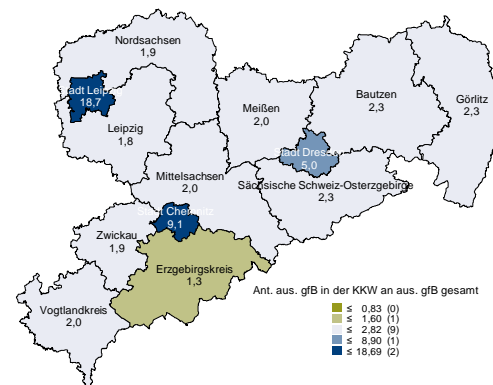 Nordsachsen
1,9
Stadt Leipzig
18,7
Leipzig
1,8
Meißen
2,0
Bautzen
2,3
Görlitz
2,3
Stadt Dresden
5,0
Mittelsachsen
2,0
Sächsische Schweiz-Osterzgebirge
2,3
Stadt Chemnitz
9,1
Zwickau
1,9
Erzgebirgskreis
1,3
Vogtlandkreis
2,0
Ant. aus. gfB in der KKW an aus. gfB gesamt
≤ 0,83 (0)
≤ 1,60 (1)
≤ 2,82 (9)
≤ 8,90 (1)
≤ 18,69 (2)